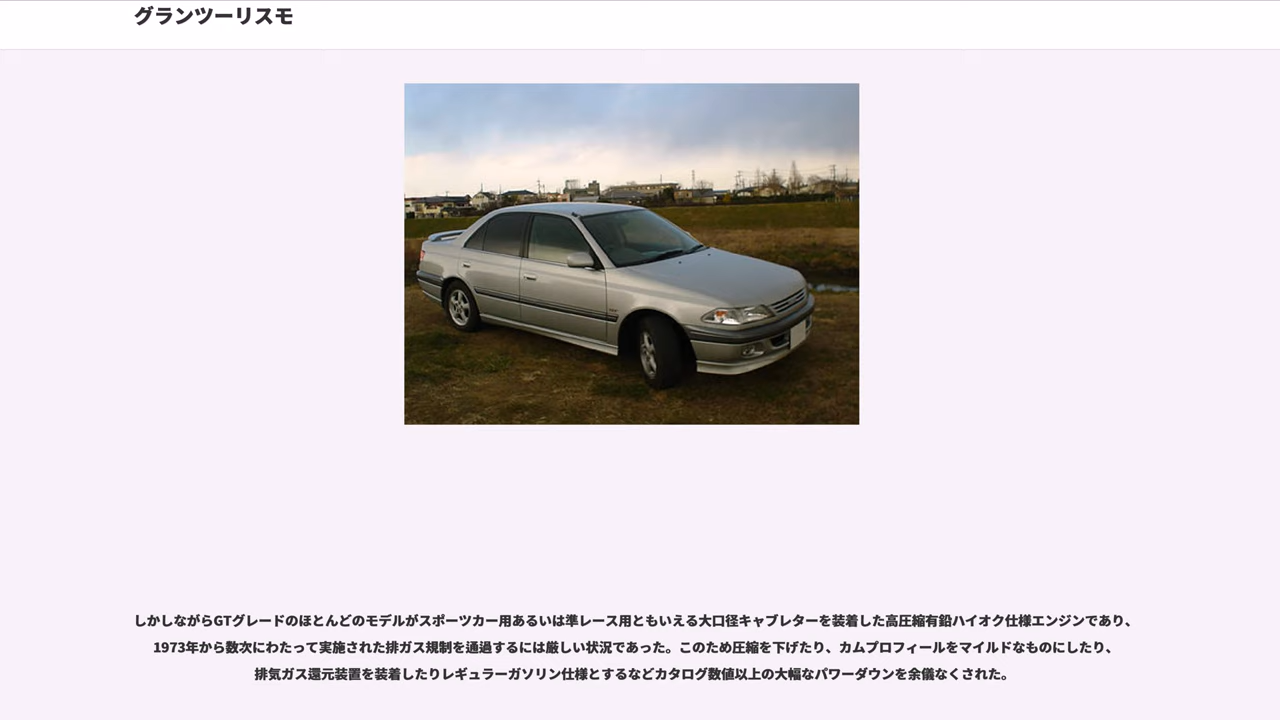 グランツーリスモ
しかしながらGTグレードのほとんどのモデルがスポーツカー用あるいは準レース用ともいえる大口径キャブレターを装着した高圧縮有鉛ハイオク仕様エンジンであり、
1973年から数次にわたって実施された排ガス規制を通過するには厳しい状況であった。このため圧縮を下げたり、カムプロフィールをマイルドなものにしたり、
排気ガス還元装置を装着したりレギュラーガソリン仕様とするなどカタログ数値以上の大幅なパワーダウンを余儀なくされた。